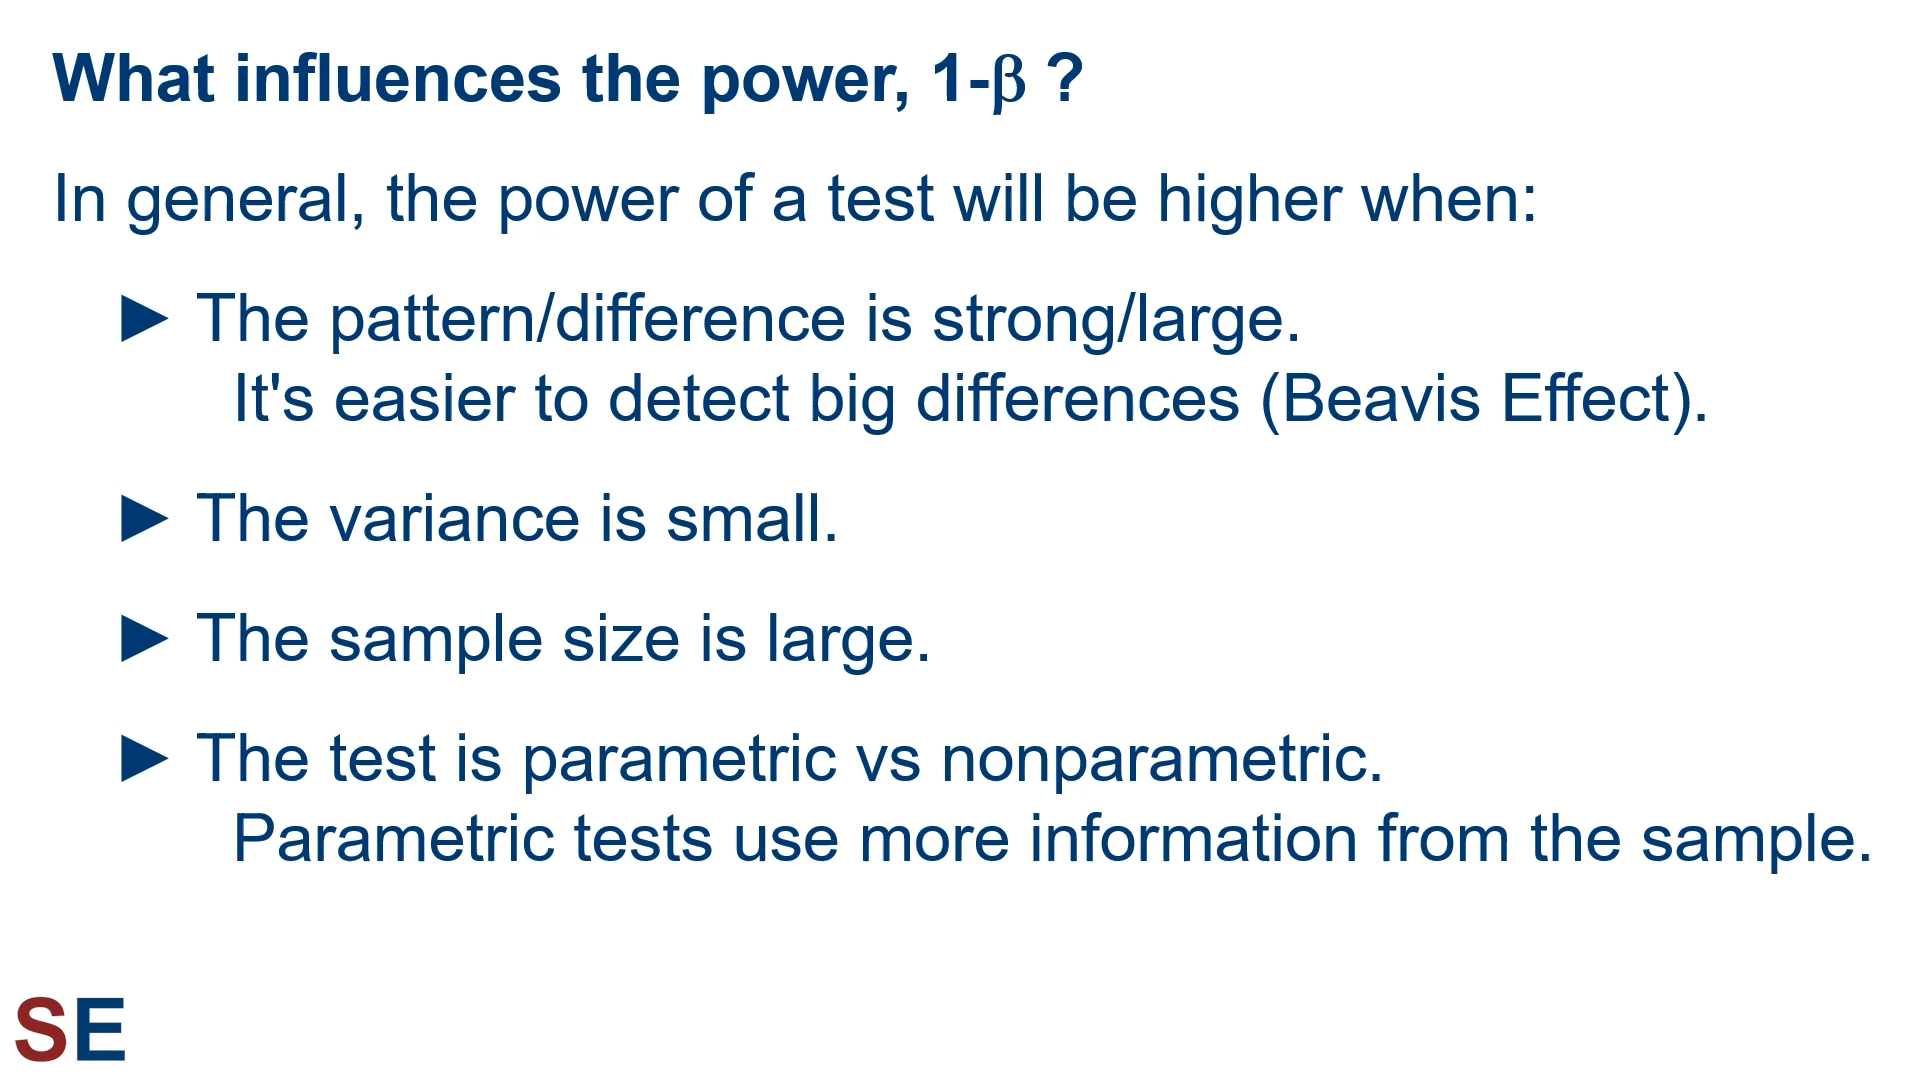 What influences the power, 1-β ?
In general, the power of a test will be higher when:
► The pattern/difference is strong/large.
It's easier to detect big differences (Beavis Effect).
► The variance is small.
► The sample size is large.
► The test is parametric vs nonparametric.
Parametric tests use more information from the sample.
SE